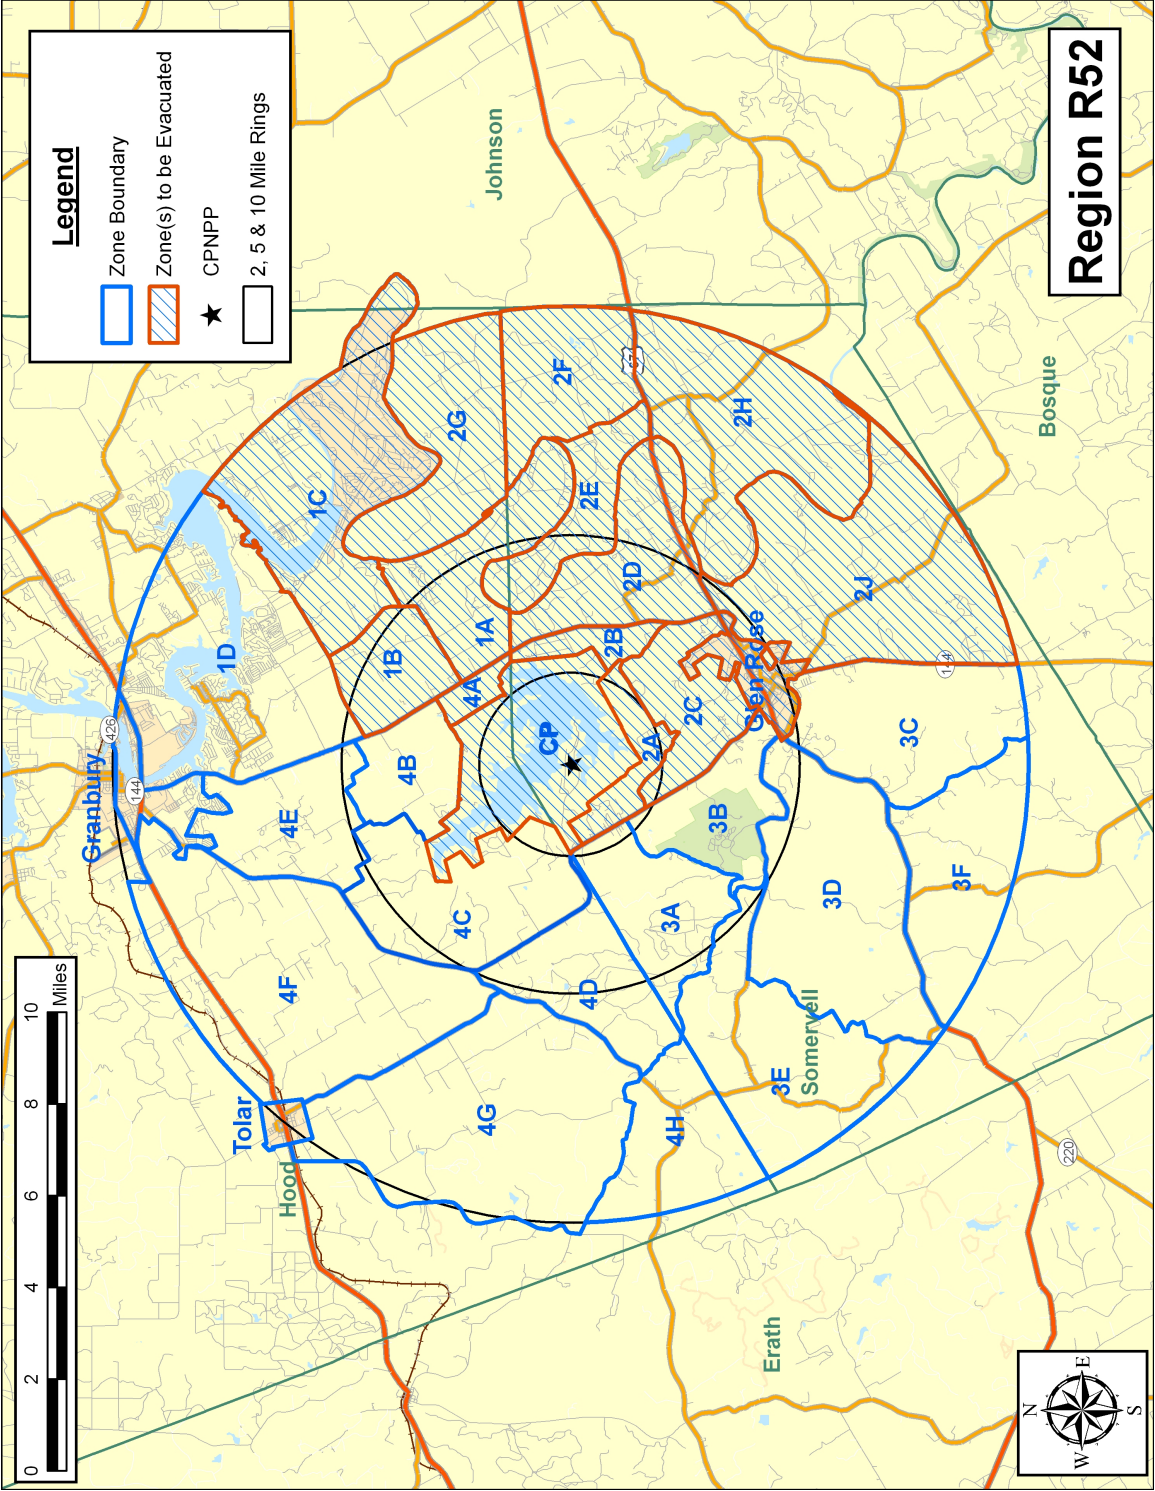 Legend
Zone Boundary
Zone(s) to be Evacuated
CPNPP
2, 5 & 10 Mile Rings
Region R52
0 2 4 6 8 10
Miles
N
W E
S
Granbury
426
144
Tolar
Hood
Johnson
Bosque
Somervell
Erath
Glen Rose
67
144
220
1A
1B
1C
1D
2A
2B
2C
2D
2E
2F
2G
2H
2J
3A
3B
3C
3D
3E
3F
4A
4B
4C
4D
4E
4F
4G
4H
CP